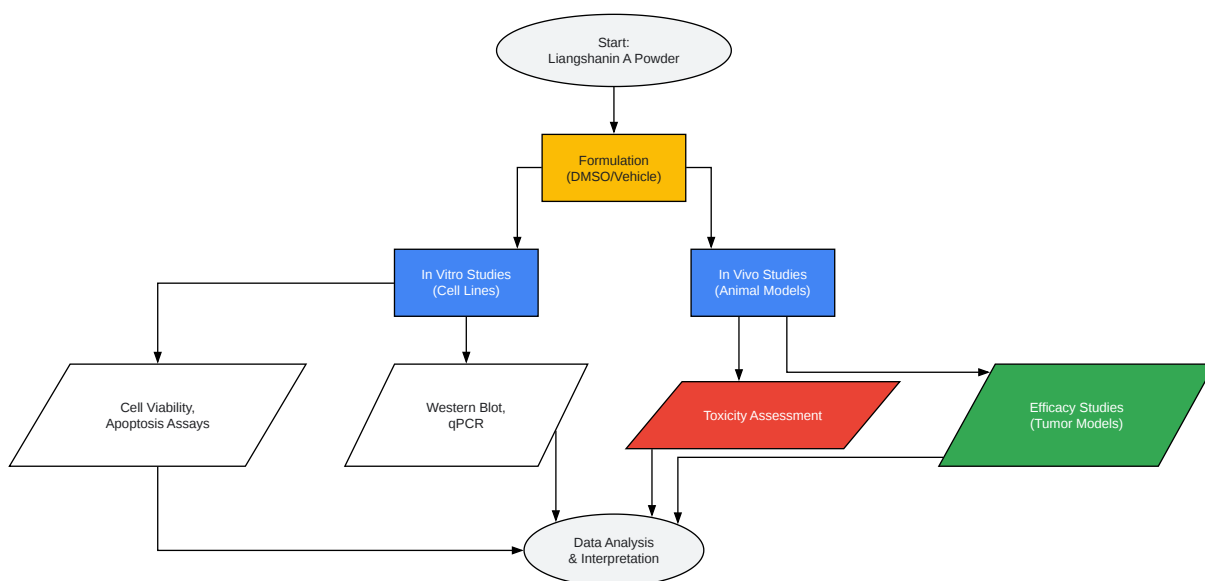 Start:
Liangshanin A Powder
Formulation
(DMSO/Vehicle)
In Vitro Studies
(Cell Lines)
In Vivo Studies
(Animal Models)
Cell Viability,
Apoptosis Assays
Western Blot,
qPCR
Toxicity Assessment
Efficacy Studies
(Tumor Models)
Data Analysis
& Interpretation